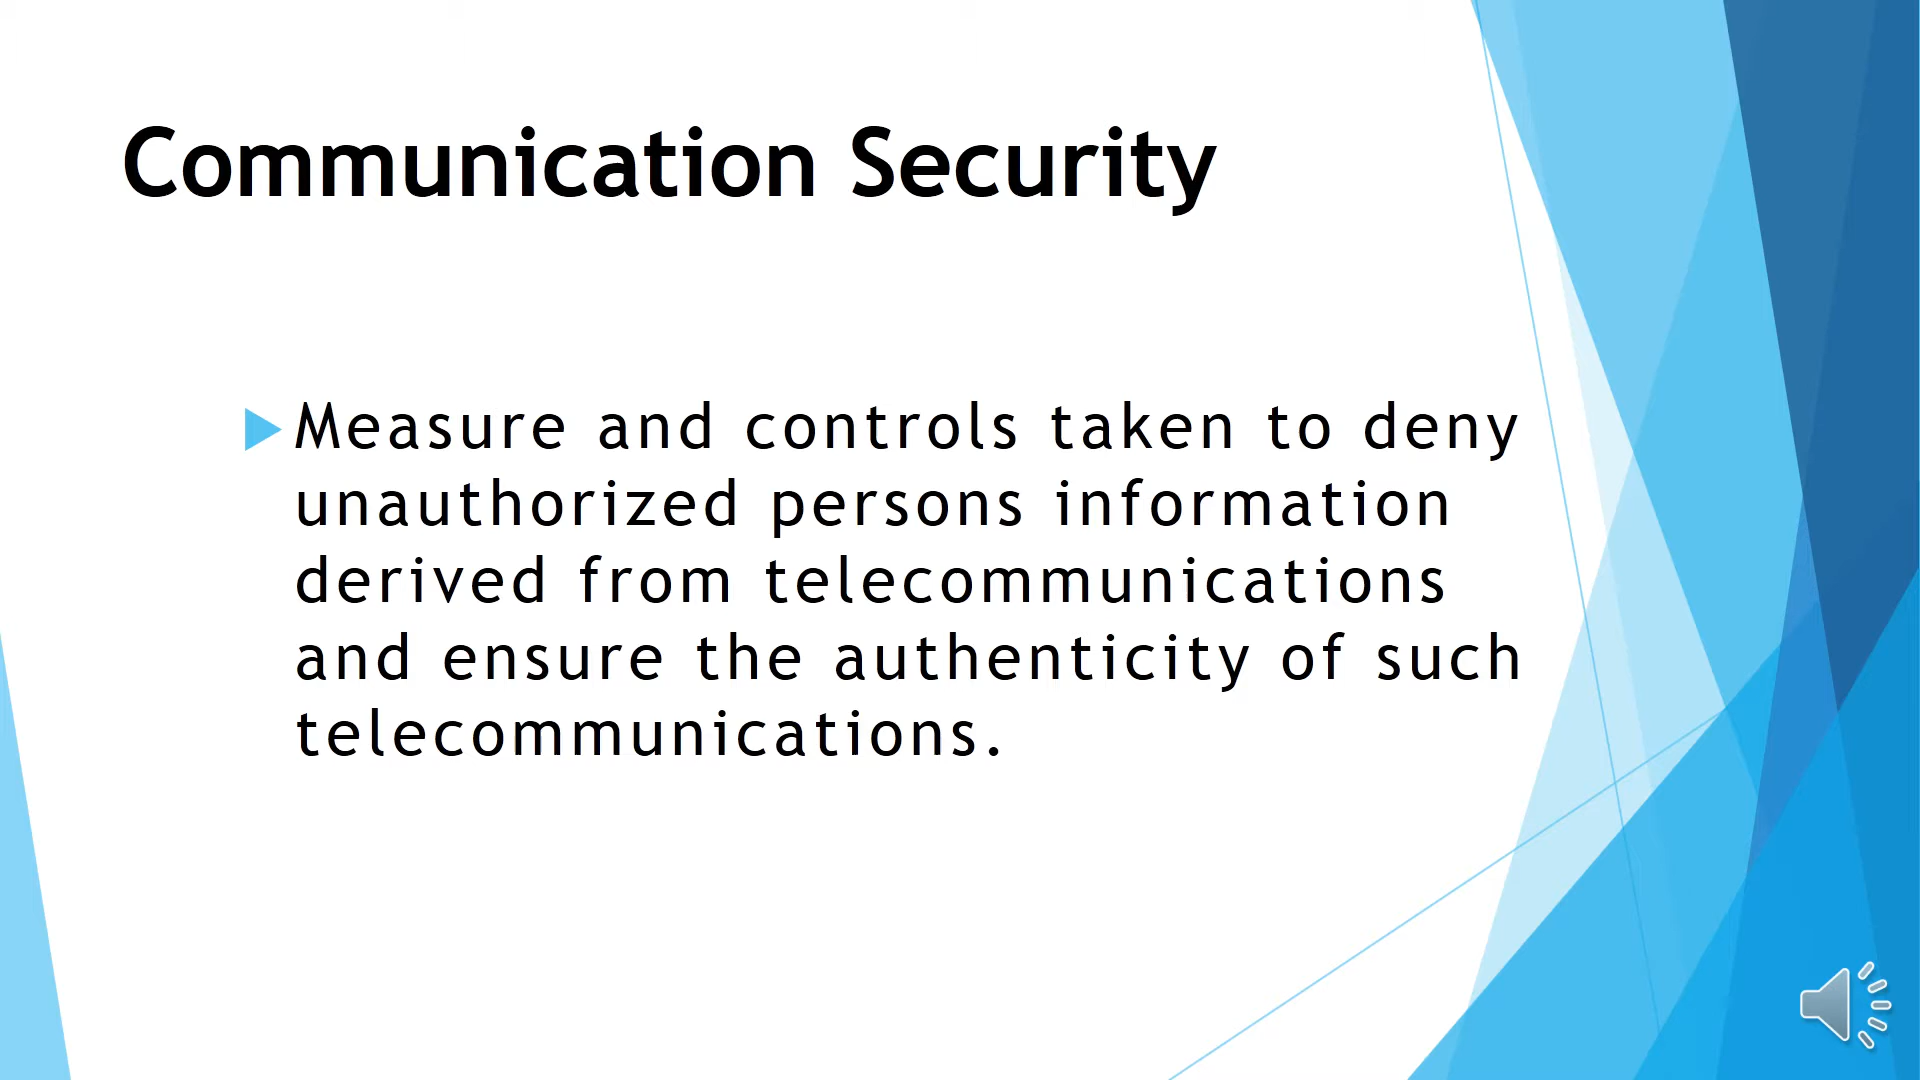 Communication Security
Measure and controls taken to deny
unauthorized persons information
derived from telecommunications
and ensure the authenticity of such
telecommunications.